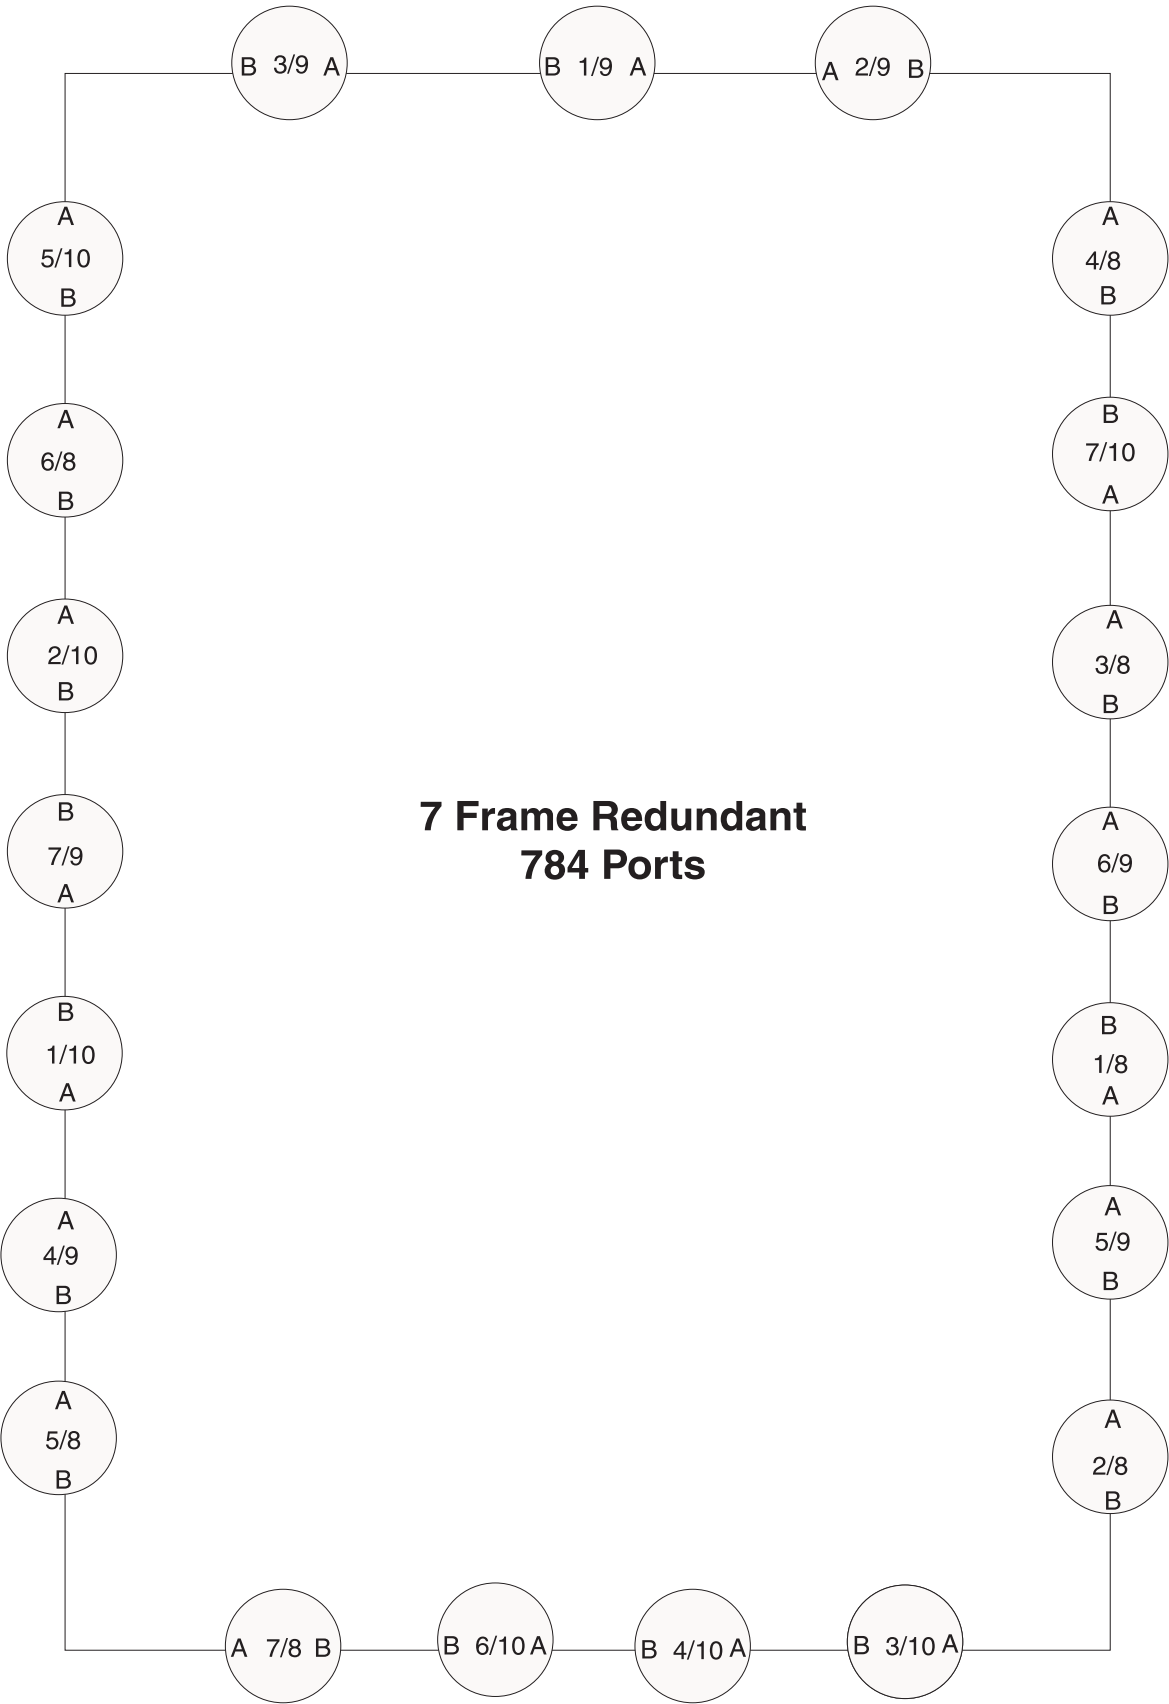 B 3/9 A
B 1/9 A
A 2/9 B
A
5/10
B
A
4/8
B
A
6/8
B
B
7/10
A
A
2/10
B
A
3/8
B
7 Frame Redundant
784 Ports
B
7/9
A
A
6/9
B
B
1/10
A
B
1/8
A
A
4/9
B
A
5/9
B
A
5/8
B
A
2/8
B
A 7/8 B
B 6/10 A
B 4/10 A
B 3/10 A